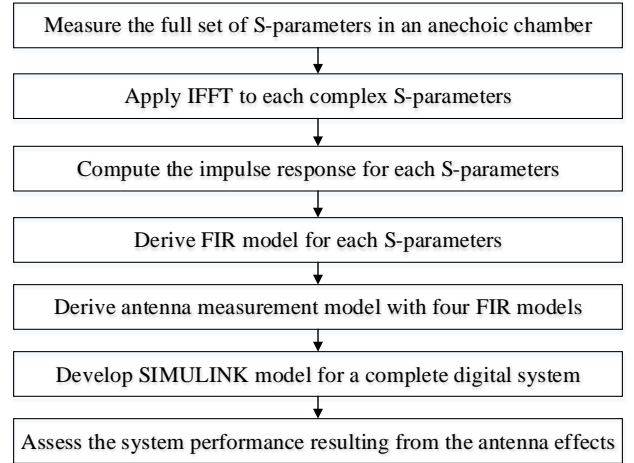 Measure the full set of S-parameters in an anechoic chamber
Apply IFFT to each complex S-parameters
Compute the impulse response for each S-parameters
Derive FIR model for each S-parameters
Derive antenna measurement model with four FIR models
Develop SIMULINK model for a complete digital system
Assess the system performance resulting from the antenna effects